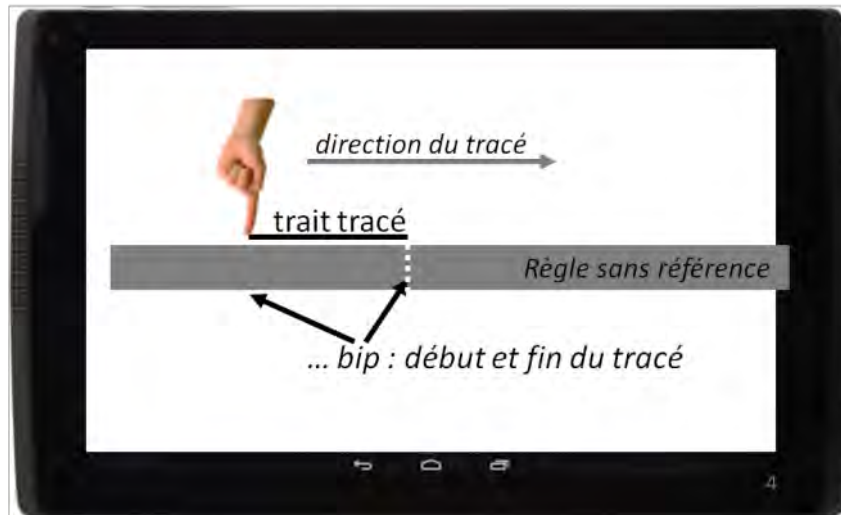 direction du tracé
trait tracé
Règle sans référence
... bip : début et fin du tracé
4